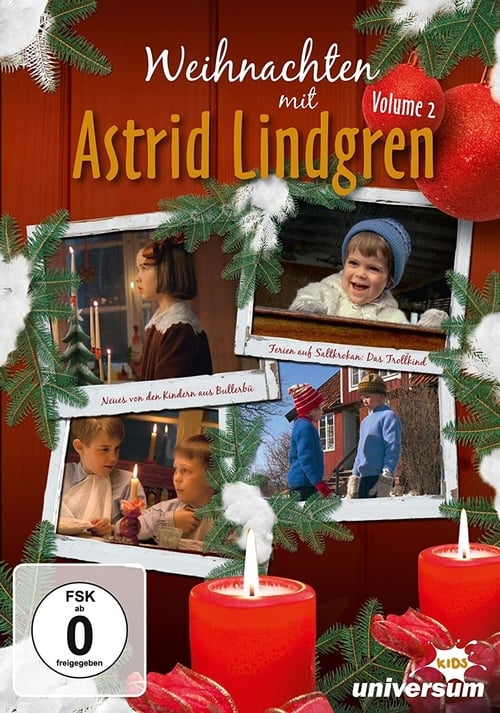 Weihnachten
mit
Volume 2
Astrid Lindgren
Ferien auf Saltkrokan: Das Trollkind
Neues von den Kindern aus Bullerbü
FSK
ab
0
freigegeben
KIDS
universum